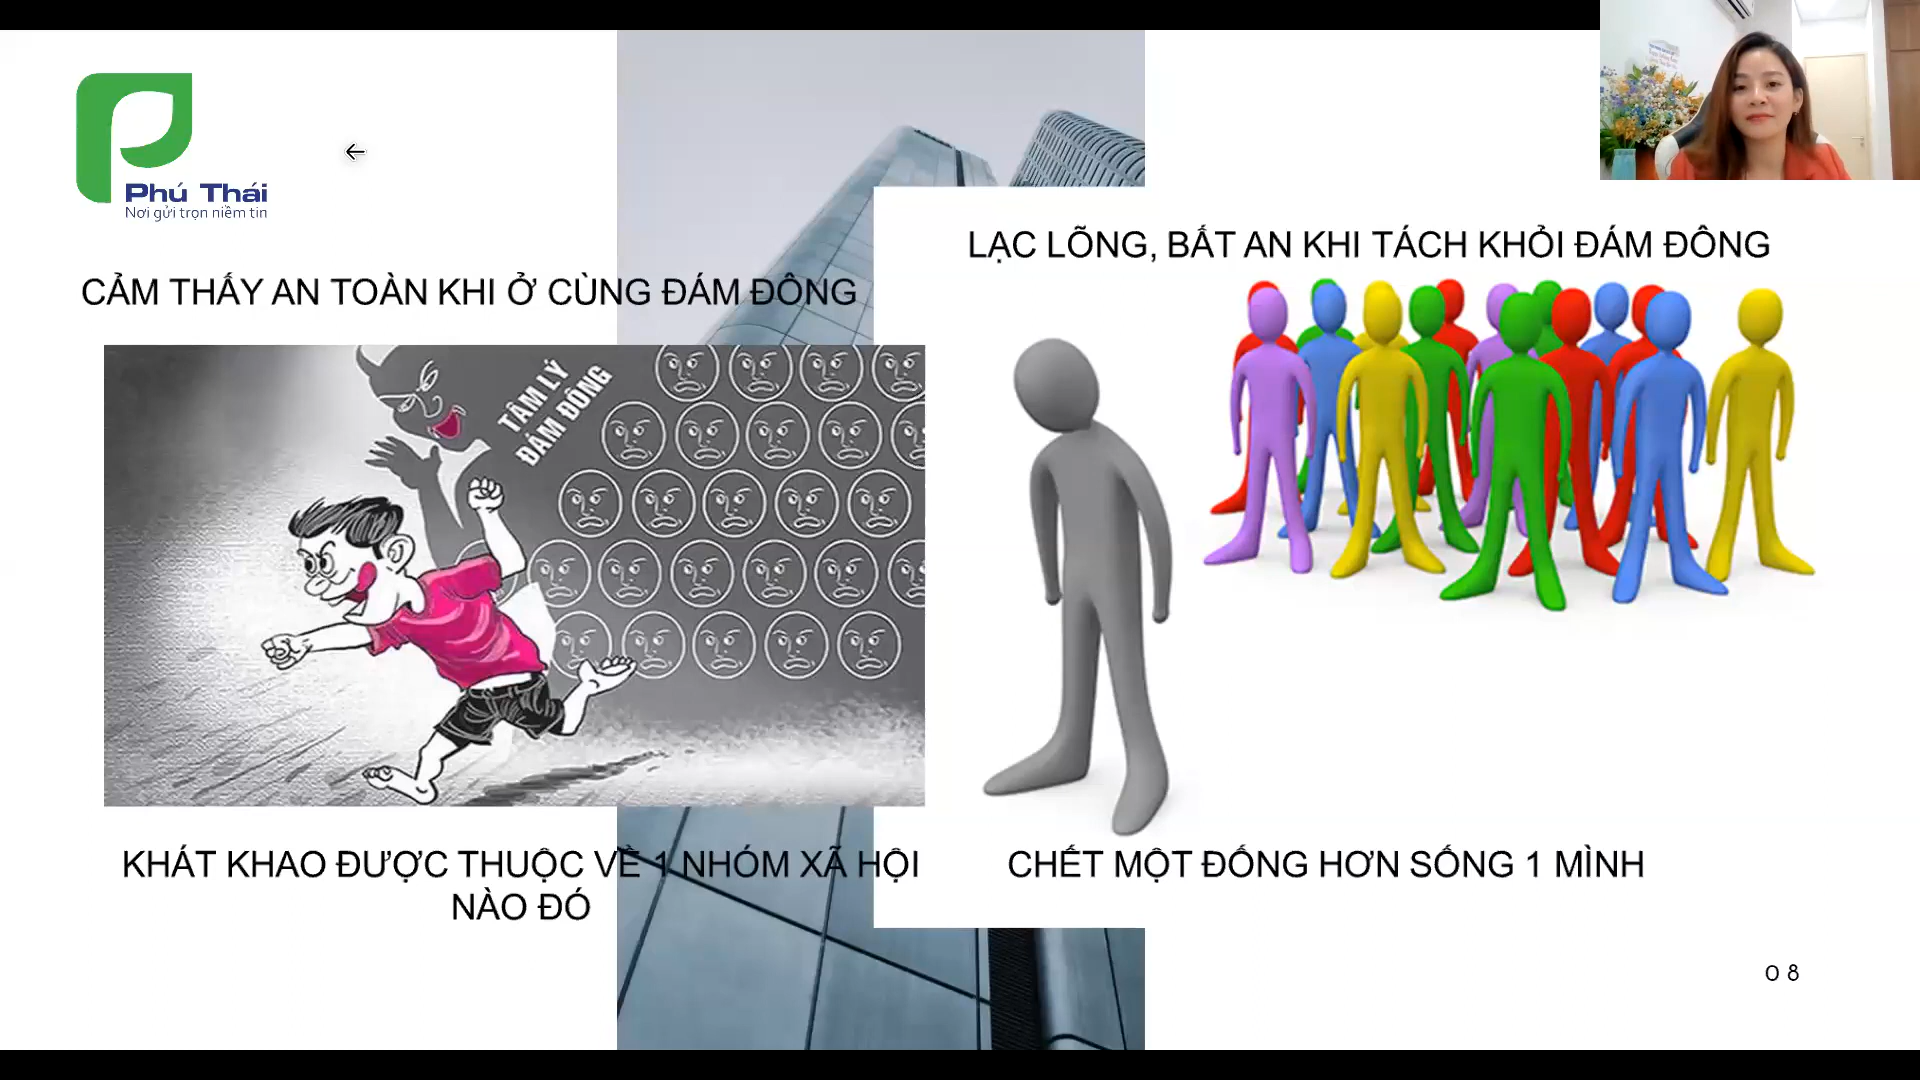 Phú Thái
Nơi gửi trọn niềm tin
CẢM THẤY AN TOÀN KHI Ở CÙNG ĐÁM ĐÔNG
TÂM LÝ
ĐÁM ĐÔNG
KHÁT KHAO ĐƯỢC THUỘC VỀ 1 NHÓM XÃ HỘI
NÀO ĐÓ
LẠC LÕNG, BẤT AN KHI TÁCH KHỎI ĐÁM ĐÔNG
CHẾT MỘT ĐỐNG HƠN SỐNG 1 MÌNH
08